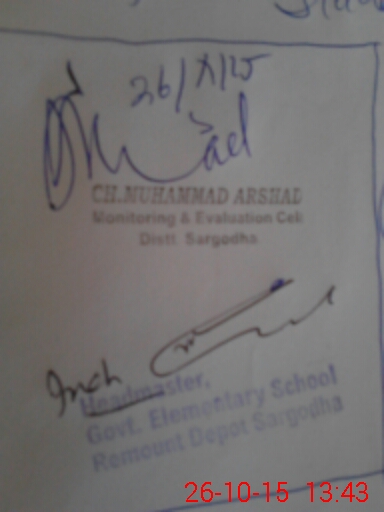 26/X/15
CH.MUHAMMAD ARSHAD
Monitoring & Evaluation Cell
Distt. Sargodha
Inch
Headmaster,
Govt. Elementary School
Remount Depot Sargodha
26-10-15 13:43